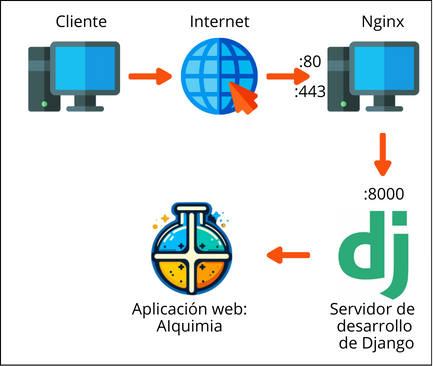 Cliente
Internet
Nginx
:80
:443
:8000
dj
Aplicación web:
Alquimia
Servidor de
desarrollo
de Django